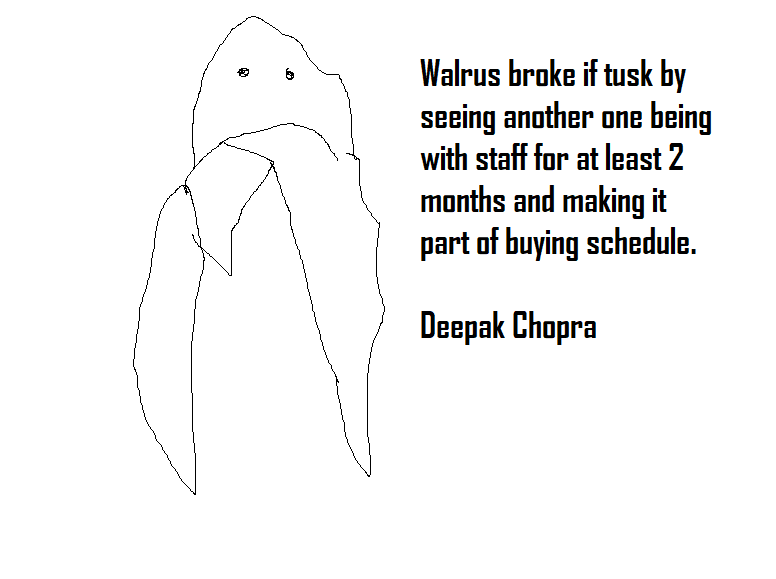 Walrus broke if tusk by
seeing another one being
with staff for at least 2
months and making it
part of buying schedule.
Deepak Chopra